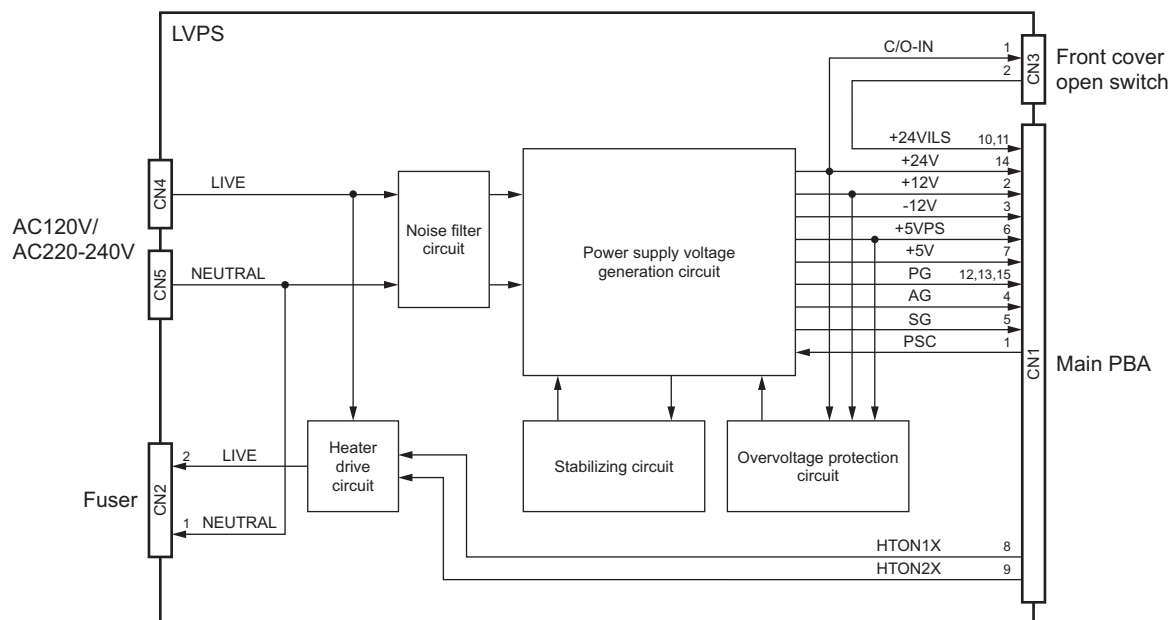 LVPS
C/O-IN
1
2
CN3
Front cover
open switch
+24VILS
10,11
+24V
14
+12V
2
-12V
3
+5VPS
6
+5V
7
PG
12,13,15
AG
4
SG
5
PSC
1
CN1
Main PBA
AC120V/
AC220-240V
CN4
LIVE
CN5
NEUTRAL
Noise filter
circuit
Power supply voltage
generation circuit
Fuser
CN2
2
LIVE
1
NEUTRAL
Heater
drive
circuit
Stabilizing circuit
Overvoltage protection
circuit
HTON1X
8
HTON2X
9